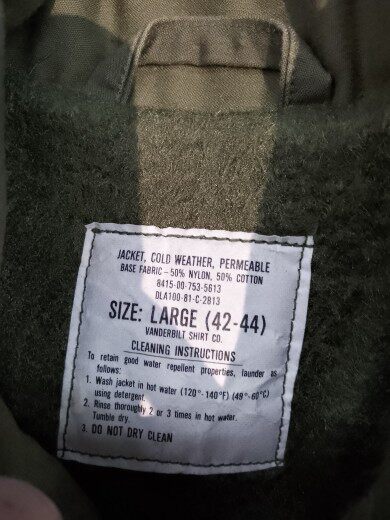 JACKET, COLD WEATHER, PERMEABLE
BASE FABRIC - 50% NYLON, 50% COTTON
8415-00-753-5613
DLA100-81-C-2813
SIZE: LARGE (42-44)
VANDERBILT SHIRT CO.
CLEANING INSTRUCTIONS
To retain good water repellent properties, launder as
follows:
1. Wash jacket in hot water (120°-140°F) (49°-60°C)
using detergent.
2. Rinse thoroughly 2 or 3 times in hot water.
Tumble dry.
3. DO NOT DRY CLEAN